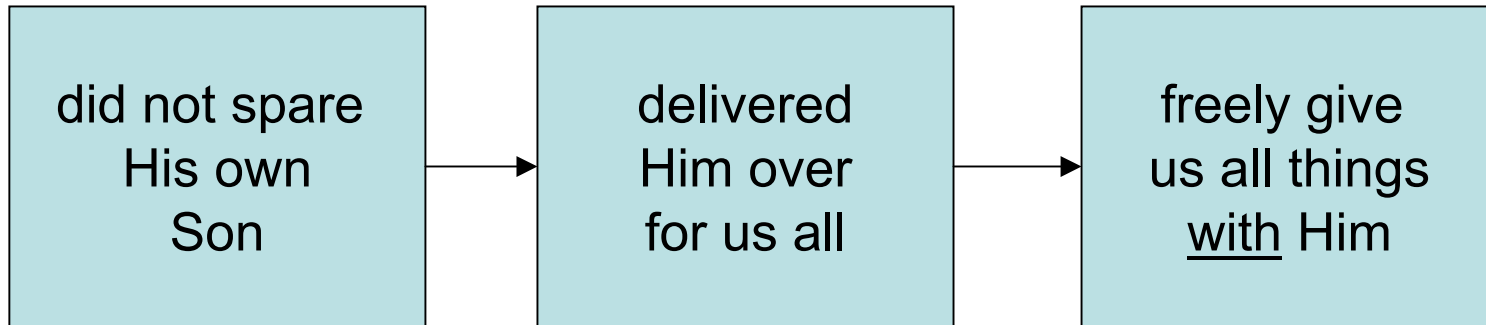 did not spare
His own
Son
delivered
Him over
for us all
freely give
us all things
with Him